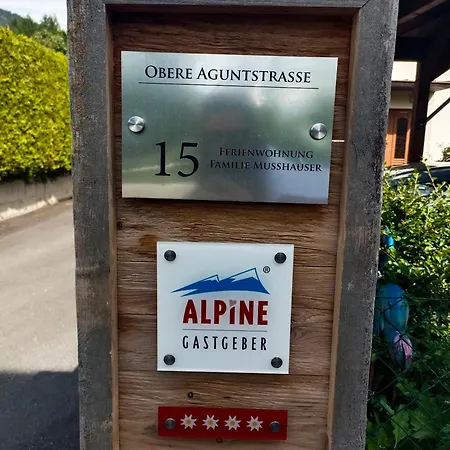 OBERE AGUNTSTRASSE
15 FERIENWOHNUNG
FAMILIE MUSSHAUSER
®
ALPINE
GASTGEBER